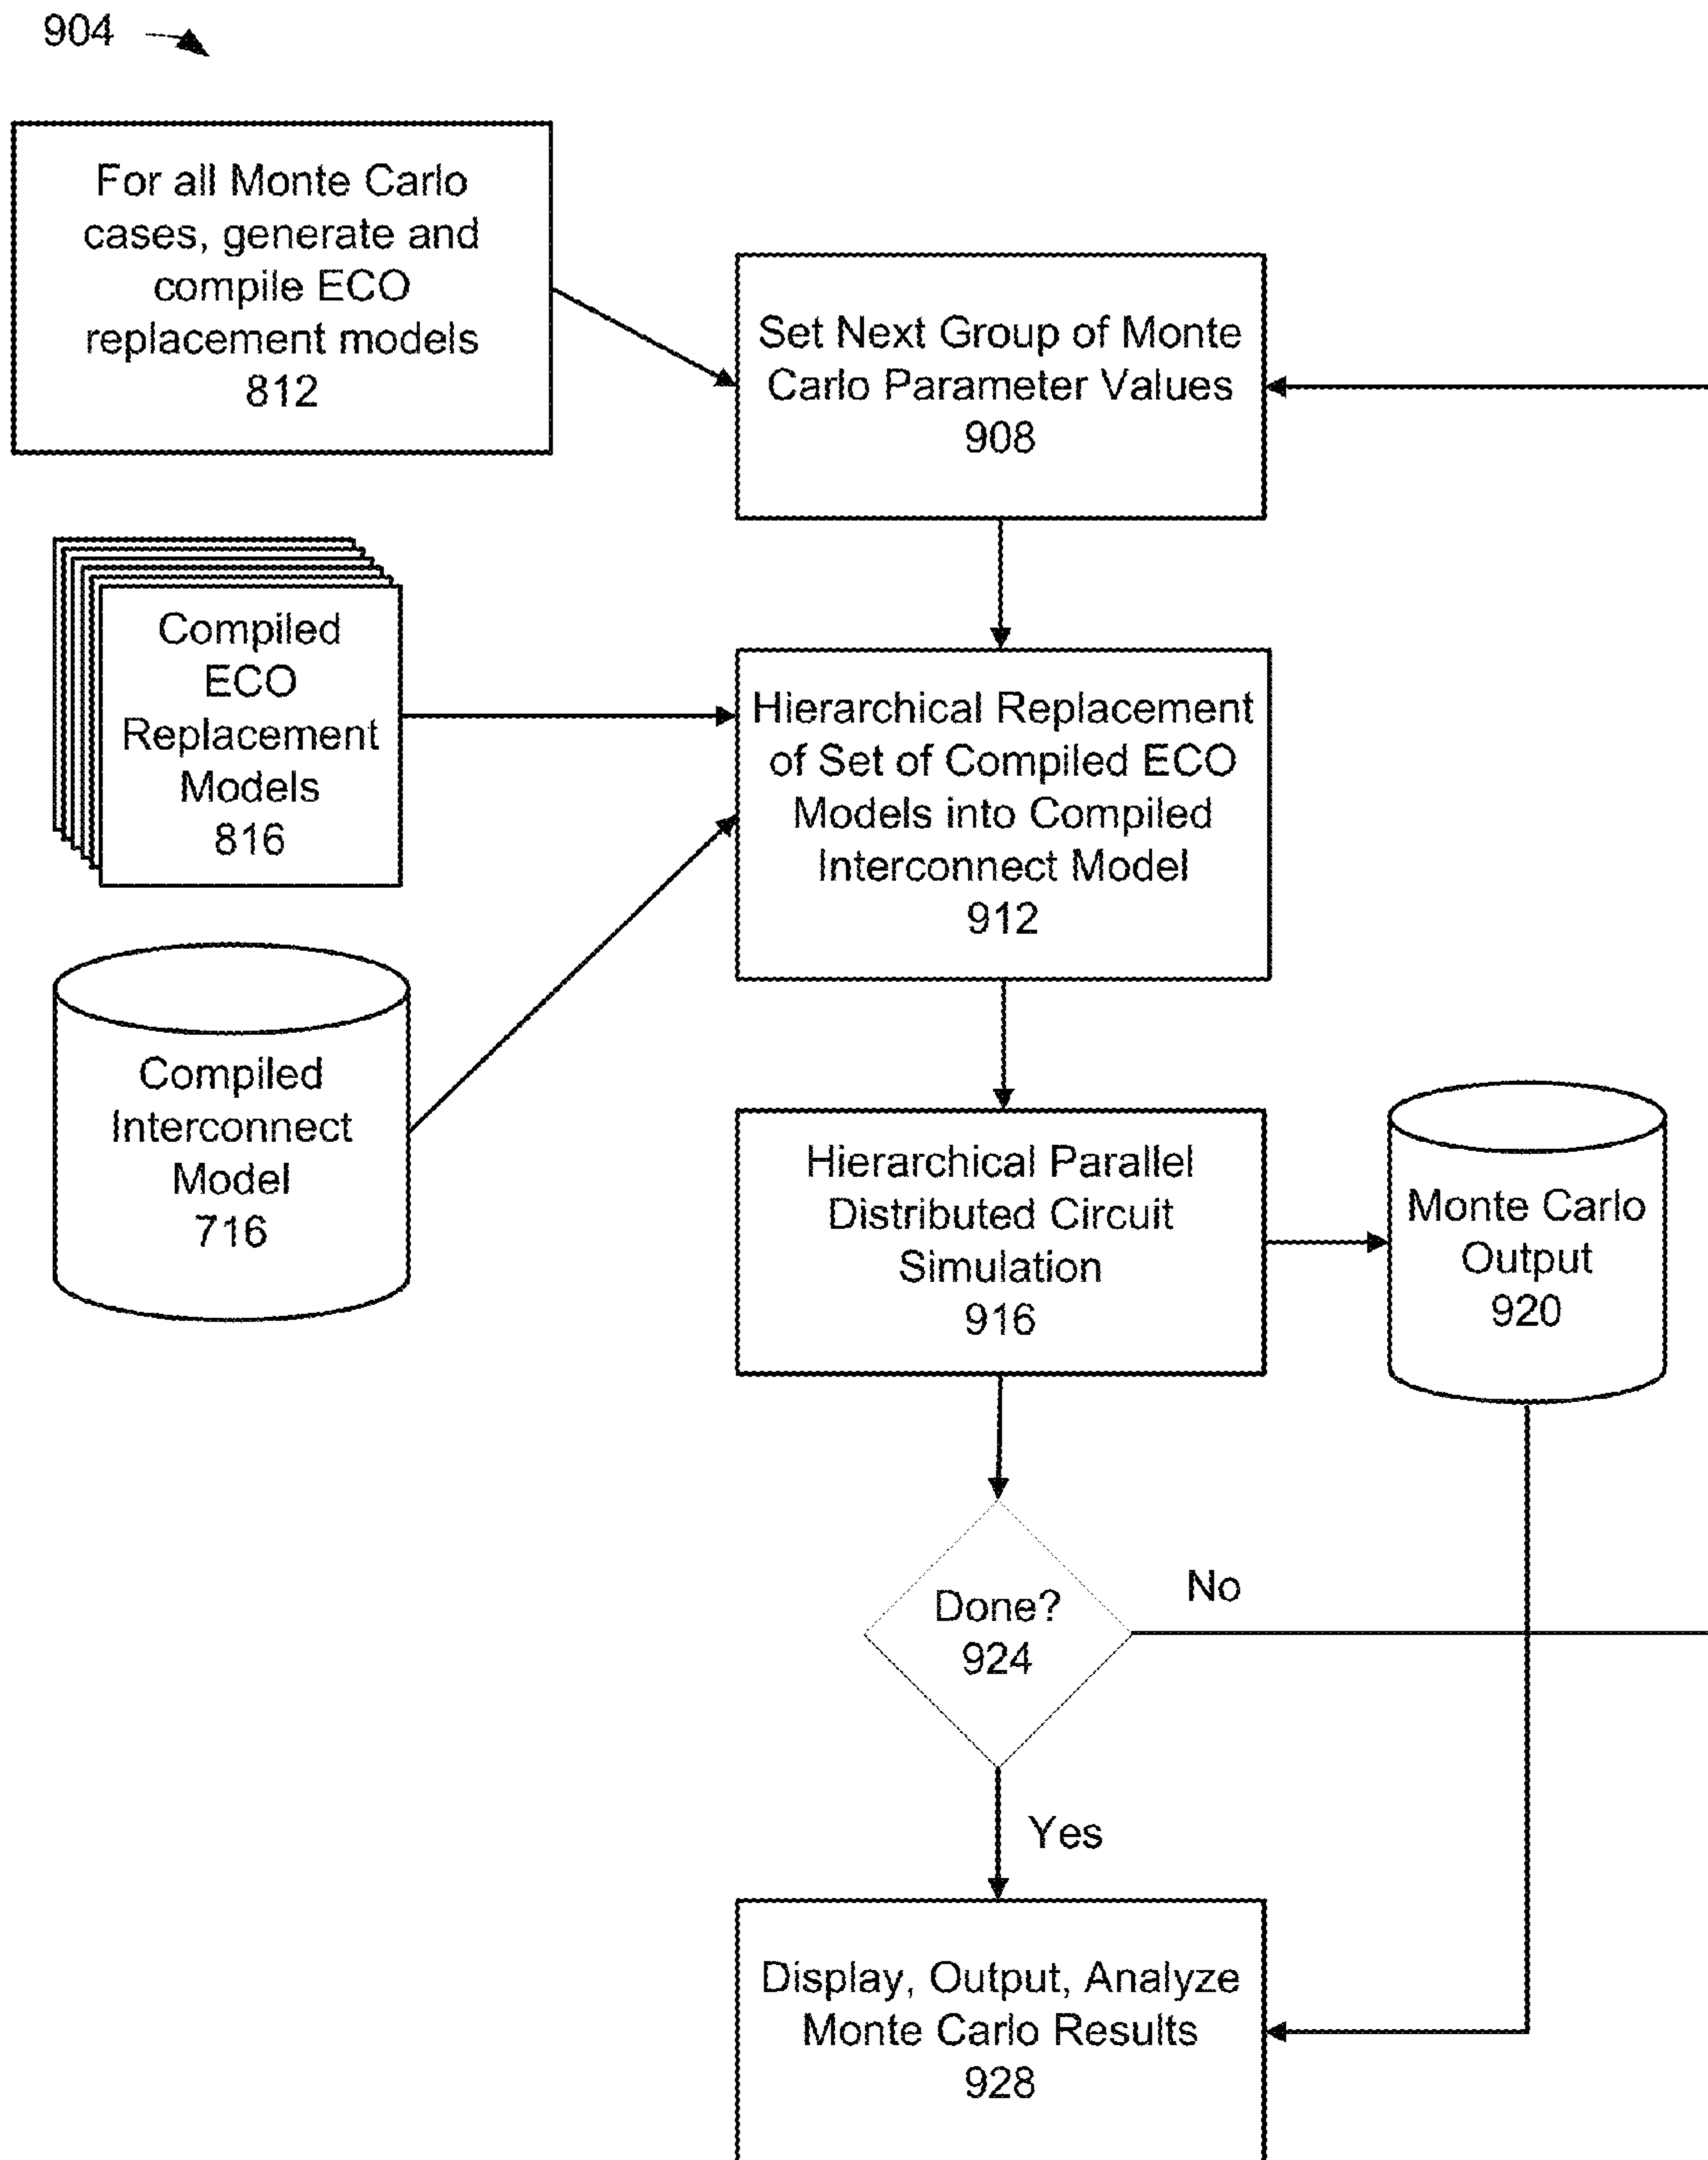 904
For all Monte Carlo
cases, generate and
compile ECO
replacement models
812
Set Next Group of Monte
Carlo Parameter Values
908
Compiled
ECO
Replacement
Models
816
Hierarchical Replacement
of Set of Compiled ECO
Models into Compiled
Interconnect Model
912
Compiled
Interconnect
Model
716
Hierarchical Parallel
Distributed Circuit
Simulation
916
Monte Carlo
Output
920
Done?
924
No
Yes
Display, Output, Analyze
Monte Carlo Results
928